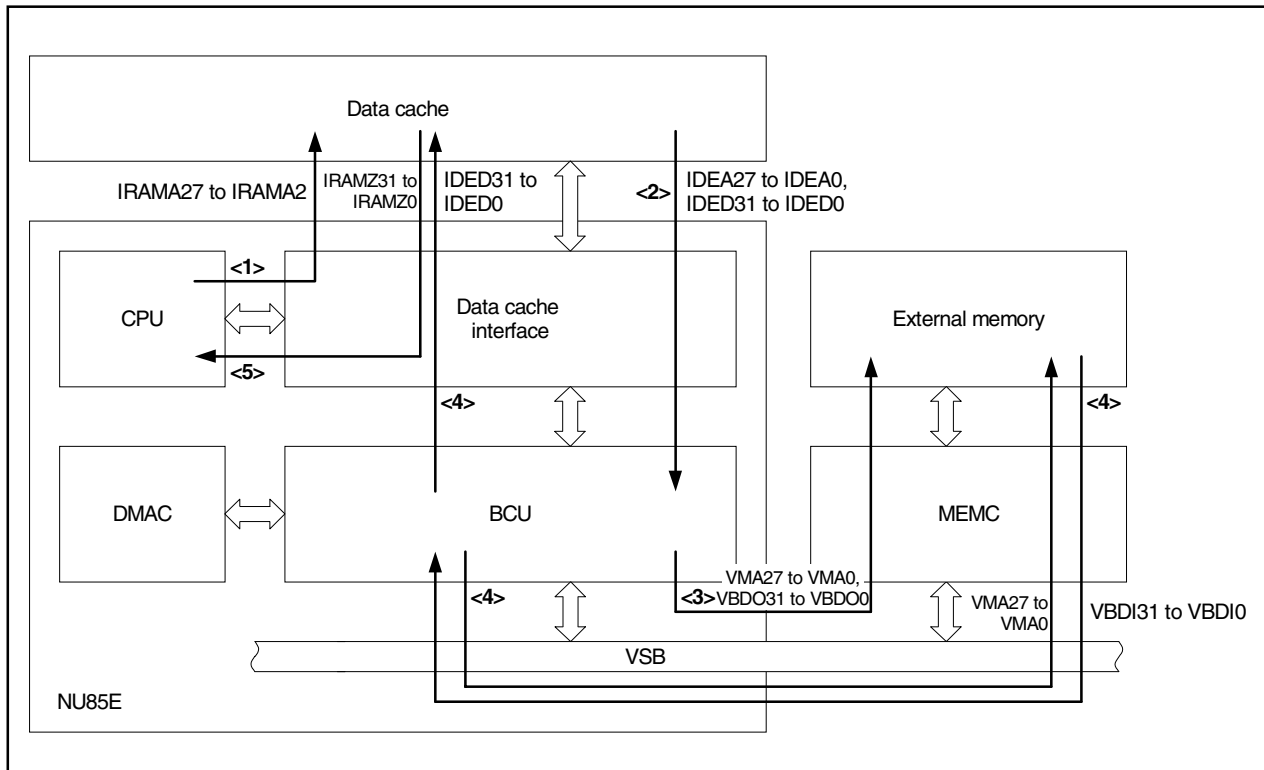 Data cache
IRAMA27 to IRAMA2
IRAMZ31 to
IRAMZ0
IDED31 to
IDED0
<2>
IDEA27 to IDEA0,
IDED31 to IDED0
<1>
CPU
Data cache
interface
External memory
<5>
<4>
<4>
DMAC
BCU
MEMC
<4>
<3>
VMA27 to VMA0,
VBDO31 to VBDO0
VMA27 to
VMA0
VBDI31 to VBDI0
VSB
NU85E